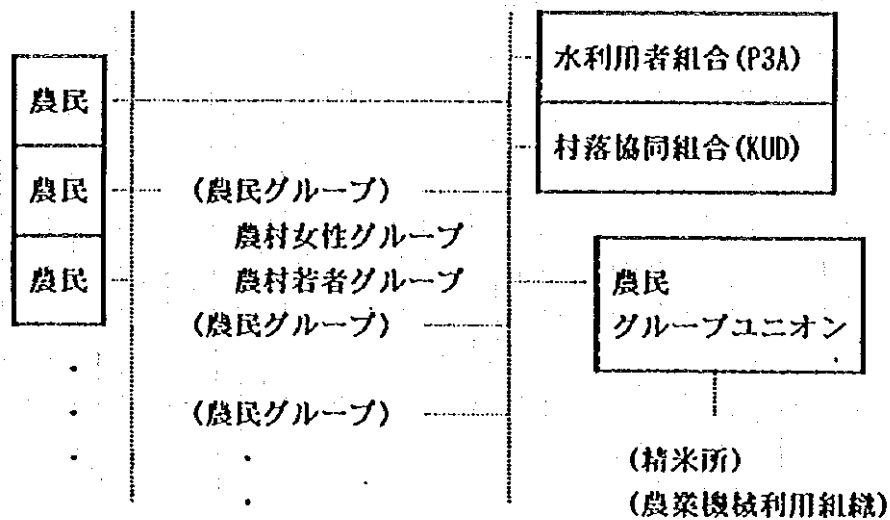 農民
農民
農民
(農民グループ)
農村女性グループ
農村若者グループ
(農民グループ)
(農民グループ)
水利用者組合(P3A)
村落協同組合(KUD)
農民
グループユニオン
(精米所)
(農業機械利用組織)